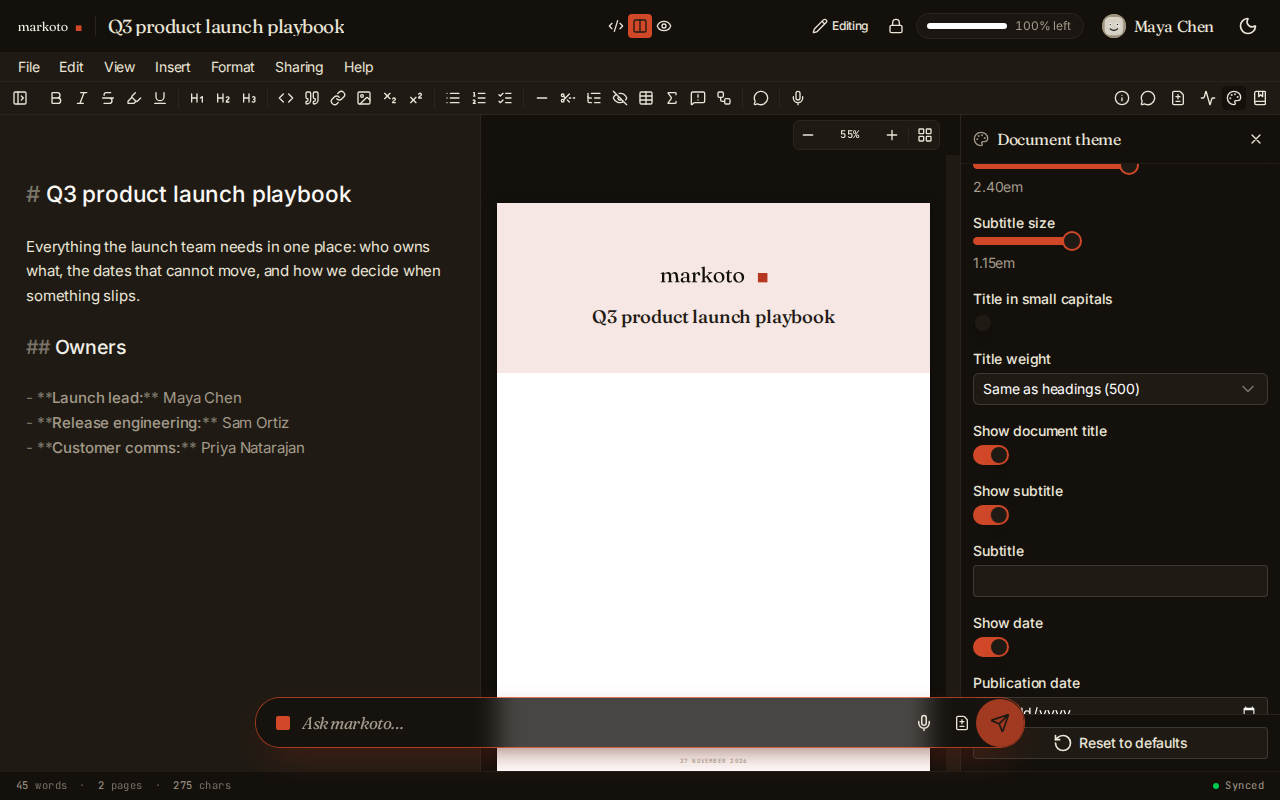 markoto
Q3 product launch playbook
Editing
100% left
Maya Chen
File Edit View Insert Format Sharing Help
H1 H2 H3
55%
Document theme
# Q3 product launch playbook
Everything the launch team needs in one place: who owns
what, the dates that cannot move, and how we decide when
something slips.
## Owners
- **Launch lead:** Maya Chen
- **Release engineering:** Sam Ortiz
- **Customer comms:** Priya Natarajan
markoto
Q3 product launch playbook
27 NOVEMBER 2026
2.40em
Subtitle size
1.15em
Title in small capitals
Title weight
Same as headings (500)
Show document title
Show subtitle
Subtitle
Show date
Publication date
Reset to defaults
Ask markoto...
45 words · 2 pages · 275 chars
Synced